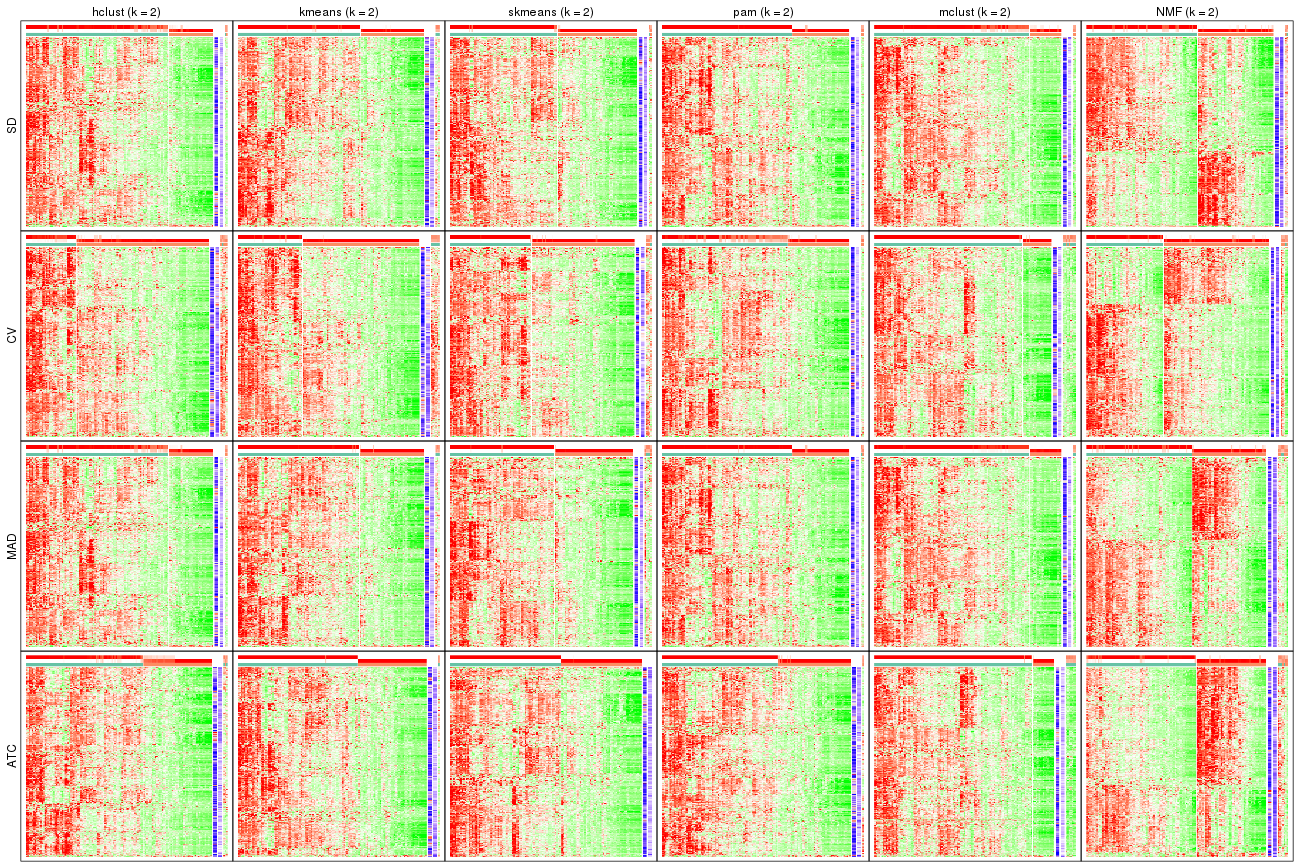 hclust (k = 2) kmeans (k = 2) skmeans (k = 2) pam (k = 2) mclust (k = 2) NMF (k = 2)
SD
CV
MAD
ATC